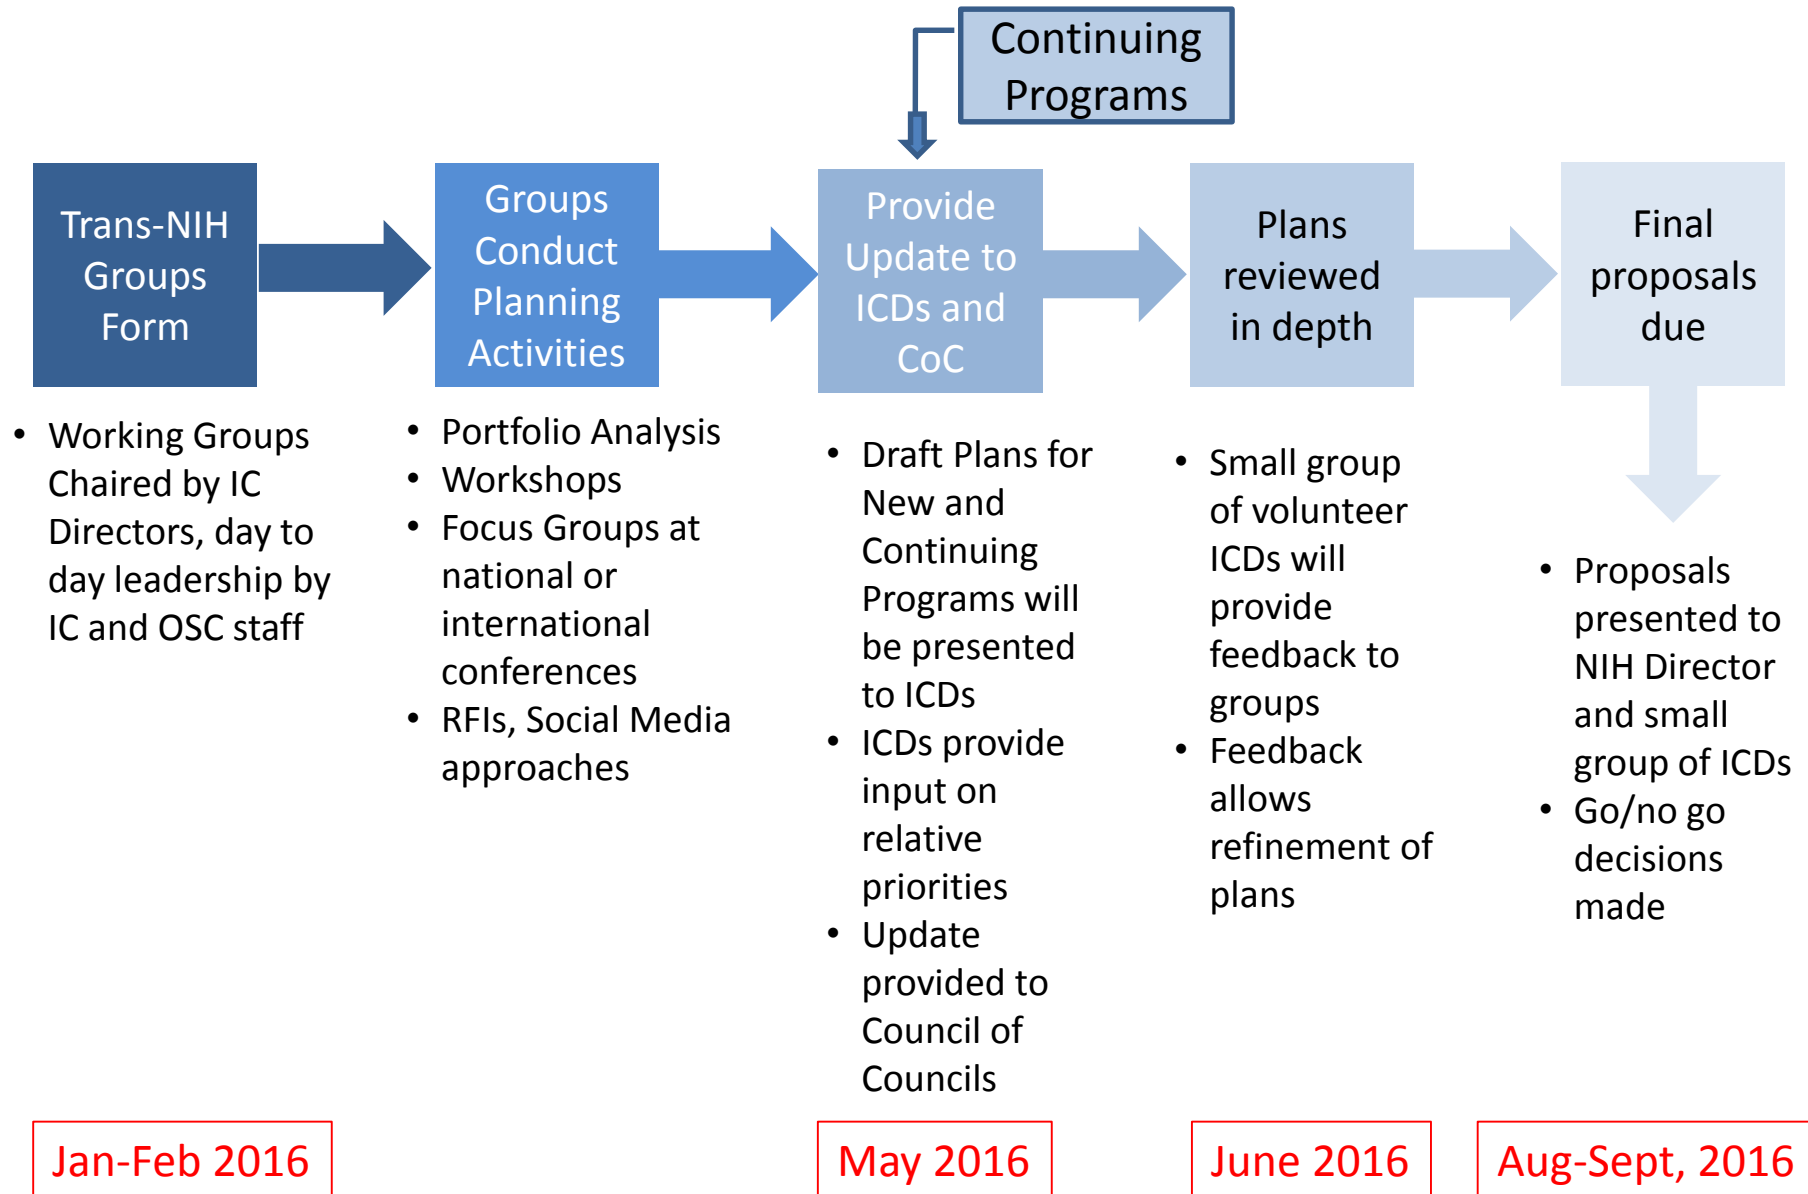 Continuing
Programs
Trans-NIH
Groups
Form
Groups
Conduct
Planning
Activities
Provide
Update to
ICDs and
CoC
Plans
reviewed
in depth
Final
proposals
due
• Working Groups
Chaired by IC
Directors, day to
day leadership by
IC and OSC staff
• Portfolio Analysis
• Workshops
• Focus Groups at
national or
international
conferences
• RFIs, Social Media
approaches
• Draft Plans for
New and
Continuing
Programs will
be presented
to ICDs
• ICDs provide
input on
relative
priorities
• Update
provided to
Council of
Councils
• Small group
of volunteer
ICDs will
provide
feedback to
groups
• Feedback
allows
refinement of
plans
• Proposals
presented to
NIH Director
and small
group of ICDs
• Go/no go
decisions
made
Jan-Feb 2016
May 2016
June 2016
Aug-Sept, 2016